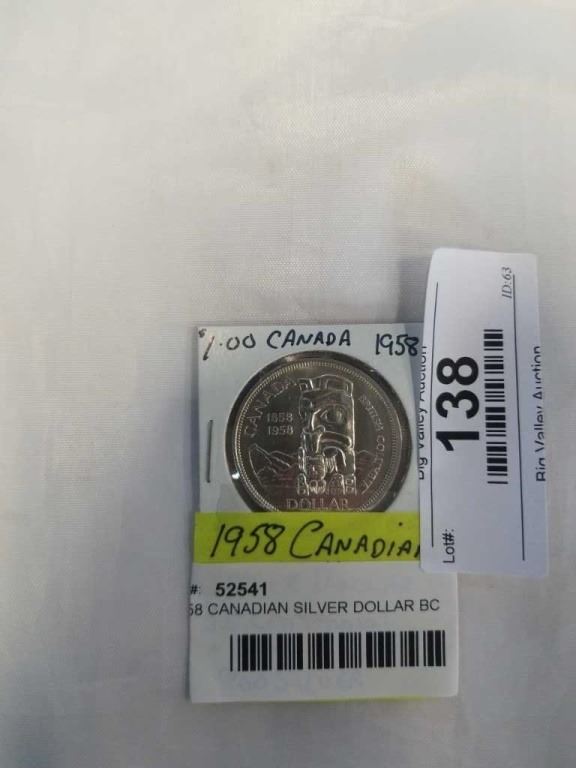 $1.00 CANADA 1958
CANADA
1858
1958
BRITISH COLUMBIA
DOLLAR
1958 CANADIAN
#: 52541
58 CANADIAN SILVER DOLLAR BC
Lot#:
138
ID:63
Big Valley Auction
Big Valley Auction